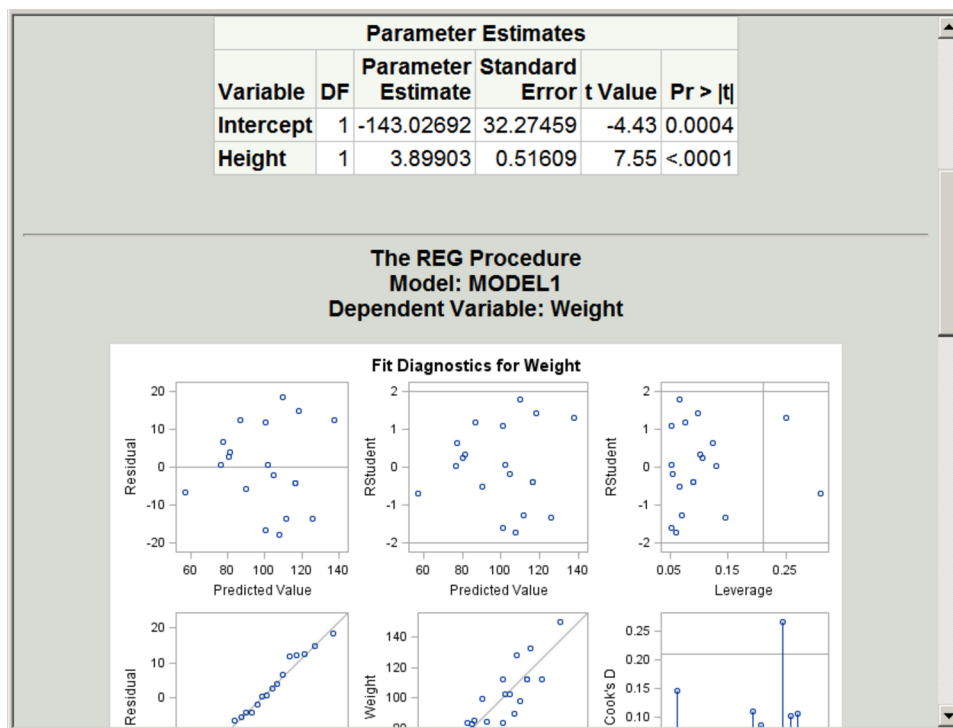 Parameter Estimates
Variable DF Parameter Estimate Standard Error t Value Pr > |t|
Intercept 1 -143.02692 32.27459 -4.43 0.0004
Height 1 3.89903 0.51609 7.55 <.0001
The REG Procedure
Model: MODEL1
Dependent Variable: Weight
Fit Diagnostics for Weight
Residual
20
10
0
-10
-20
60 80 100 120 140
Predicted Value
RStudent
2
1
0
-1
-2
60 80 100 120 140
Predicted Value
RStudent
2
1
0
-1
-2
0.05 0.15 0.25
Leverage
Residual
20
10
0
Weight
140
120
100
80
Cook's D
0.25
0.20
0.15
0.10